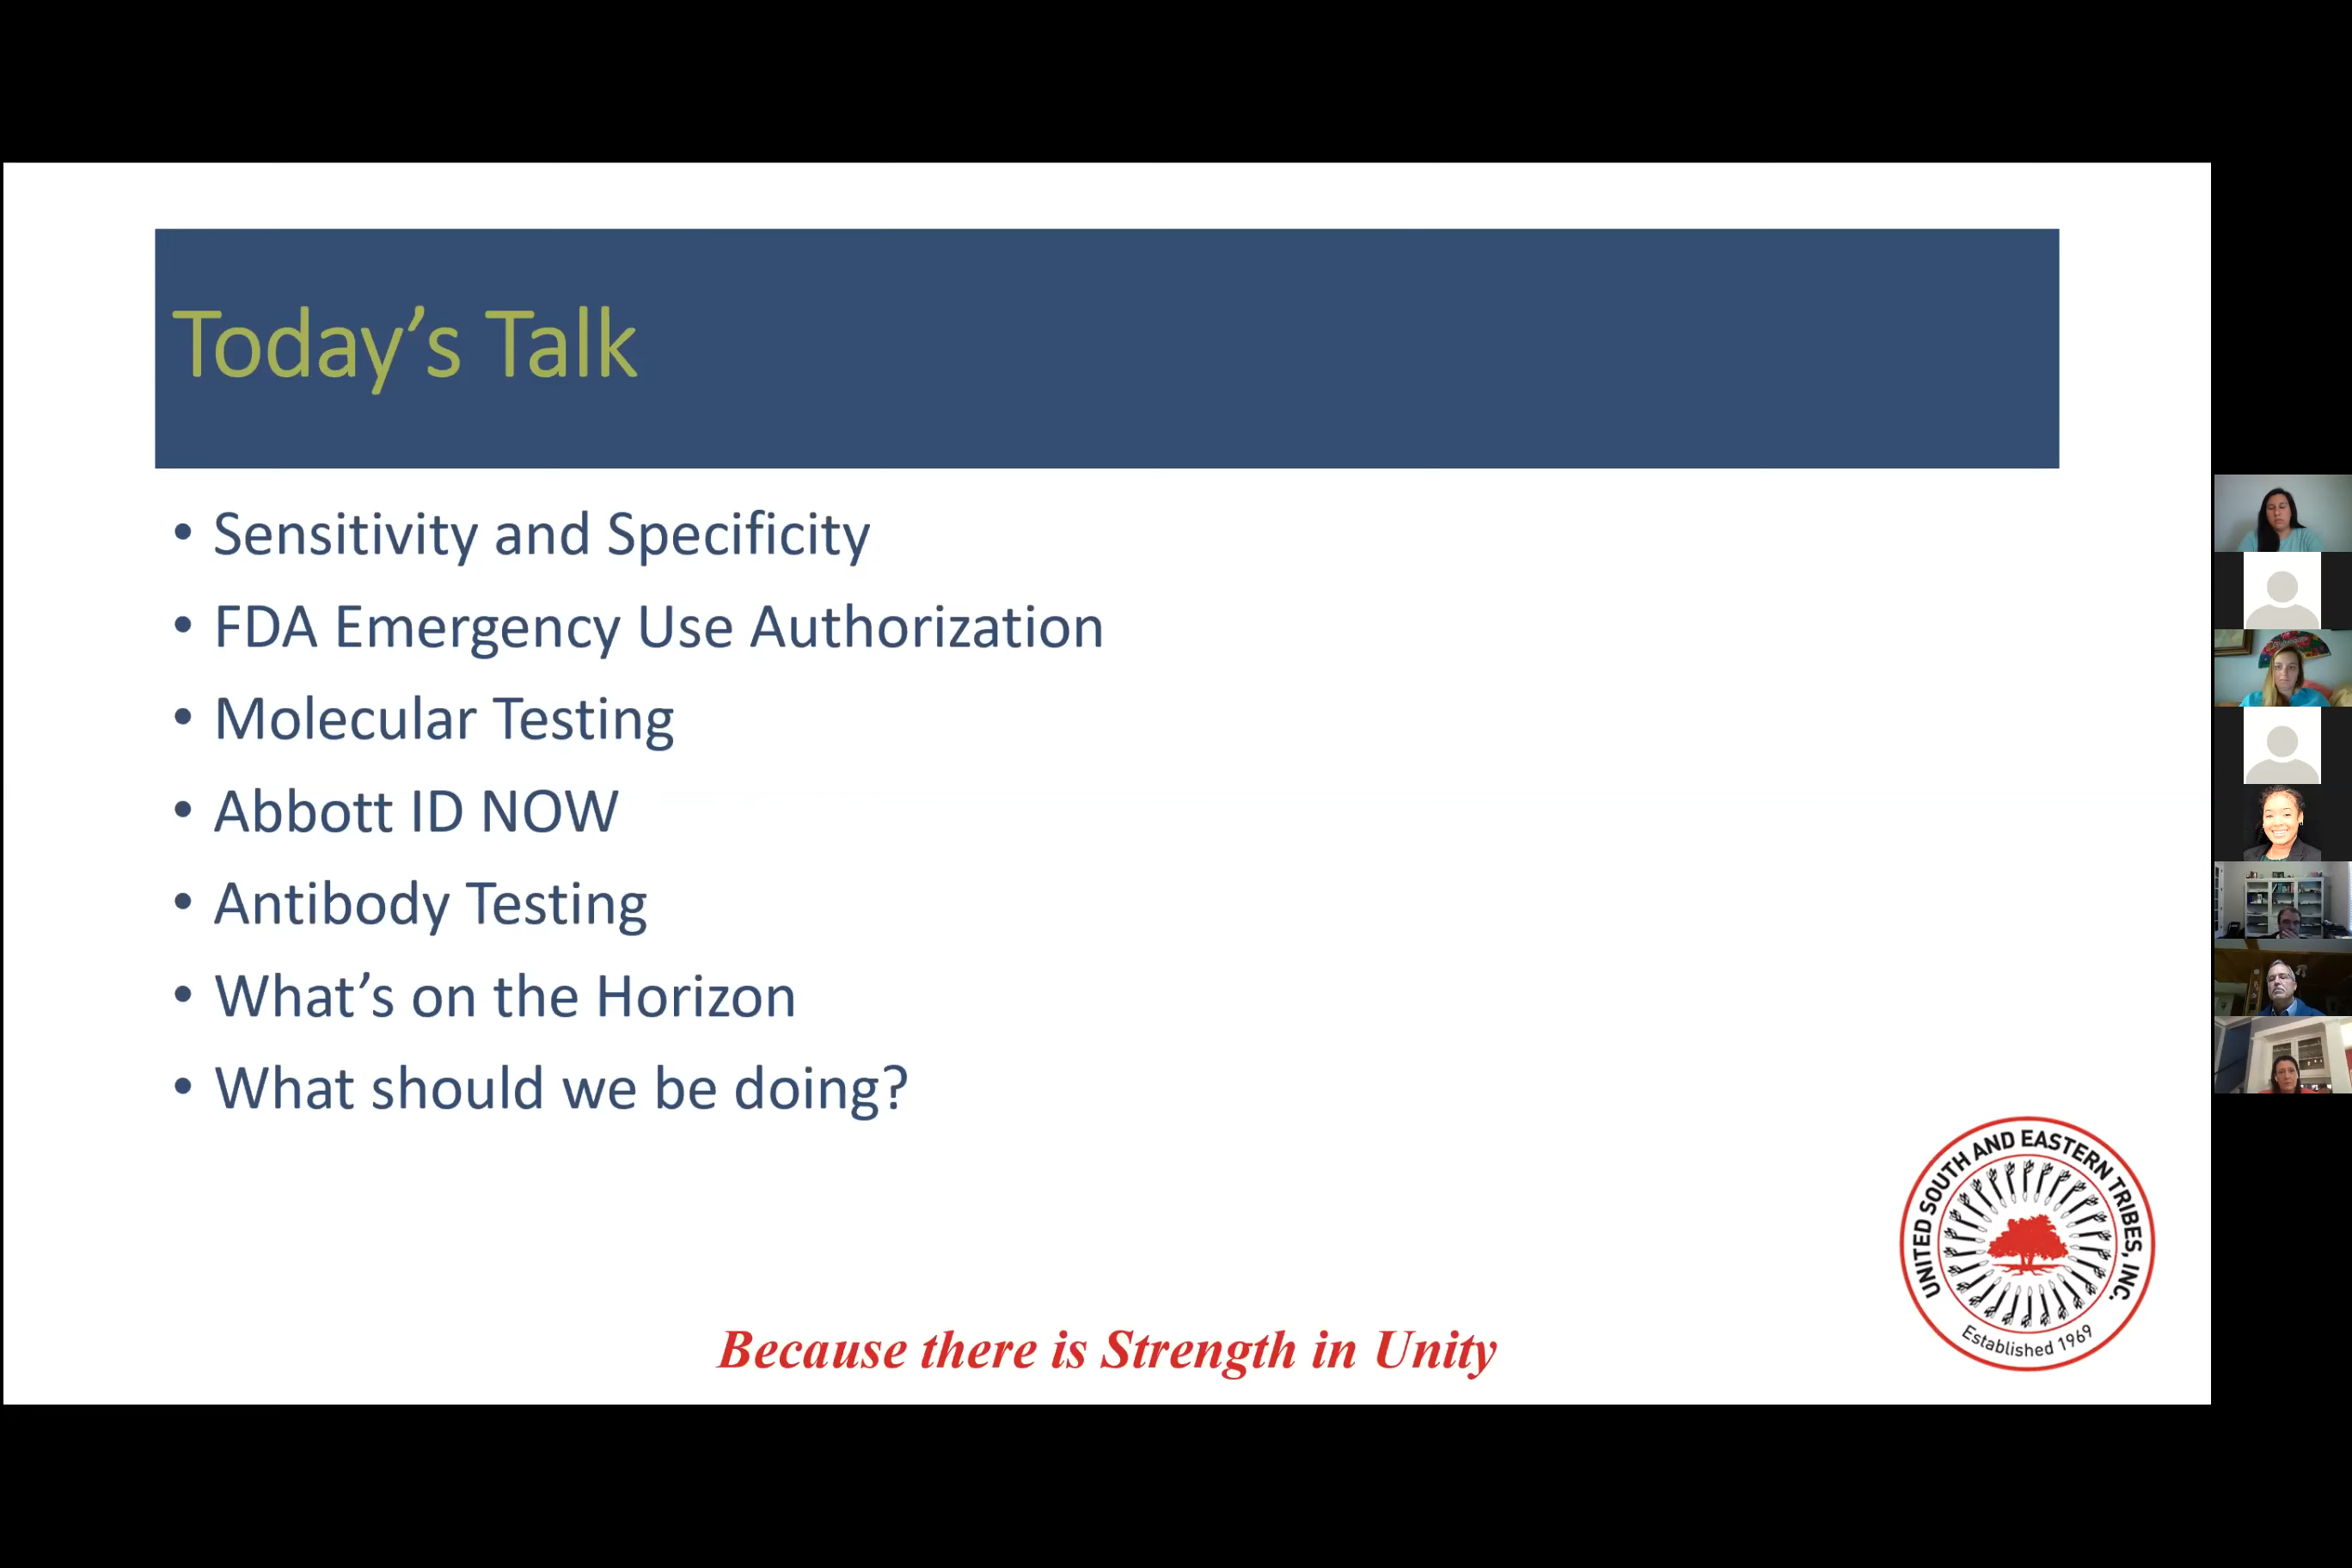 Today’s Talk
• Sensitivity and Specificity
• FDA Emergency Use Authorization
• Molecular Testing
• Abbott ID NOW
• Antibody Testing
• What’s on the Horizon
• What should we be doing?
UNITED SOUTH AND EASTERN TRIBES, INC.
Established 1969
Because there is Strength in Unity